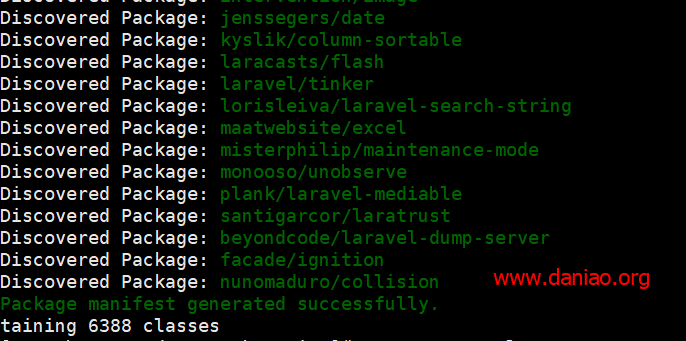 Discovered Package: intervention/image
Discovered Package: jenssegers/date
Discovered Package: kyslik/column-sortable
Discovered Package: laracasts/flash
Discovered Package: laravel/tinker
Discovered Package: lorisleiva/laravel-search-string
Discovered Package: maatwebsite/excel
Discovered Package: misterphilip/maintenance-mode
Discovered Package: monooso/unobserve
Discovered Package: plank/laravel-mediable
Discovered Package: santigarcor/laratrust
Discovered Package: beyondcode/laravel-dump-server
Discovered Package: facade/ignition
Discovered Package: nunomaduro/collision
www.daniao.org
Package manifest generated successfully.
taining 6388 classes